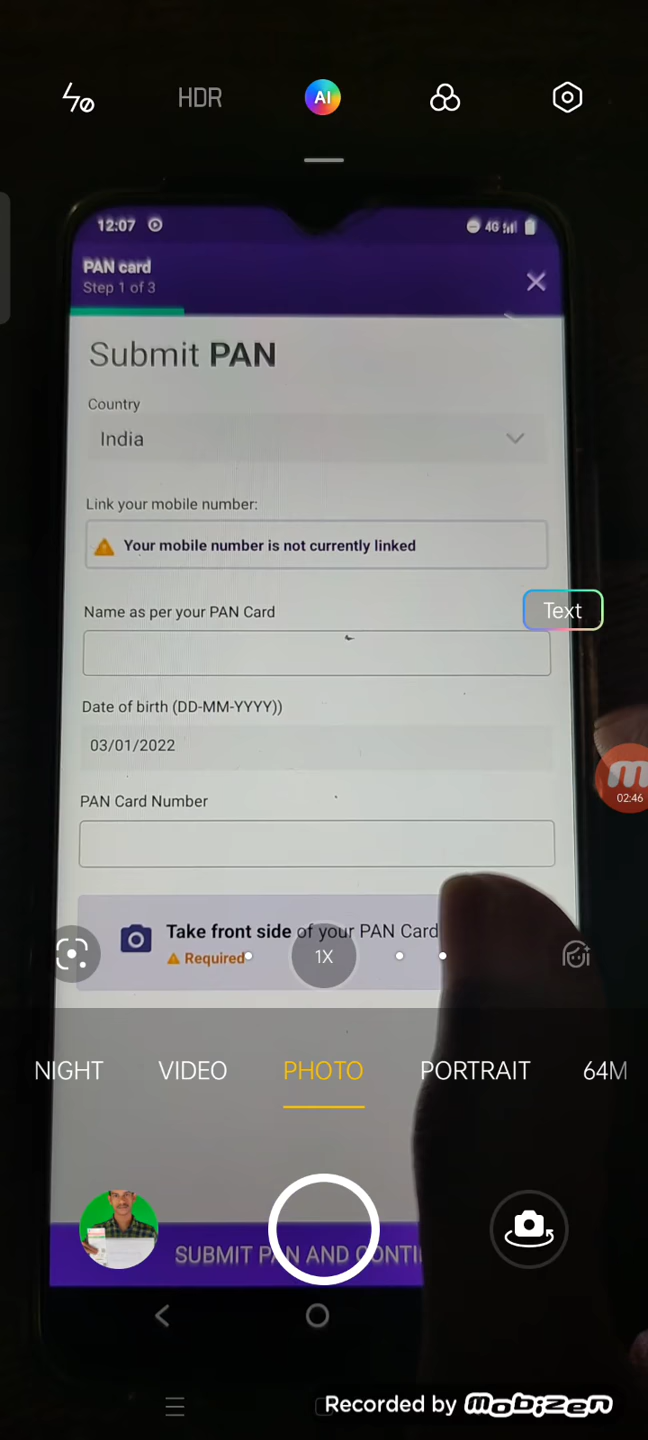 HDR
AI
12:07
4G
PAN card
Step 1 of 3
Submit PAN
Country
India
Link your mobile number:
Your mobile number is not currently linked
Name as per your PAN Card
Text
Date of birth (DD-MM-YYYY))
03/01/2022
02:46
PAN Card Number
Take front side of your PAN Card
Required
1X
NIGHT VIDEO PHOTO PORTRAIT 64M
SUBMIT PAN AND CONTI
Recorded by mobizen